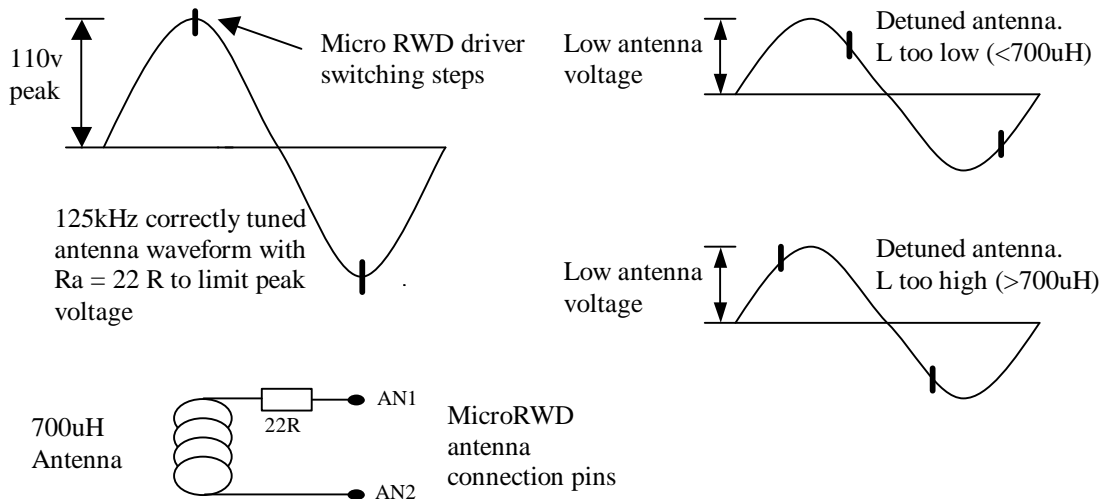 110v
peak
Micro RWD driver
switching steps
125kHz correctly tuned
antenna waveform with
Ra = 22 R to limit peak
voltage
Low antenna
voltage
Detuned antenna.
L too low (<700uH)
Low antenna
voltage
Detuned antenna.
L too high (>700uH)
700uH
Antenna
22R
AN1
AN2
MicroRWD
antenna
connection pins